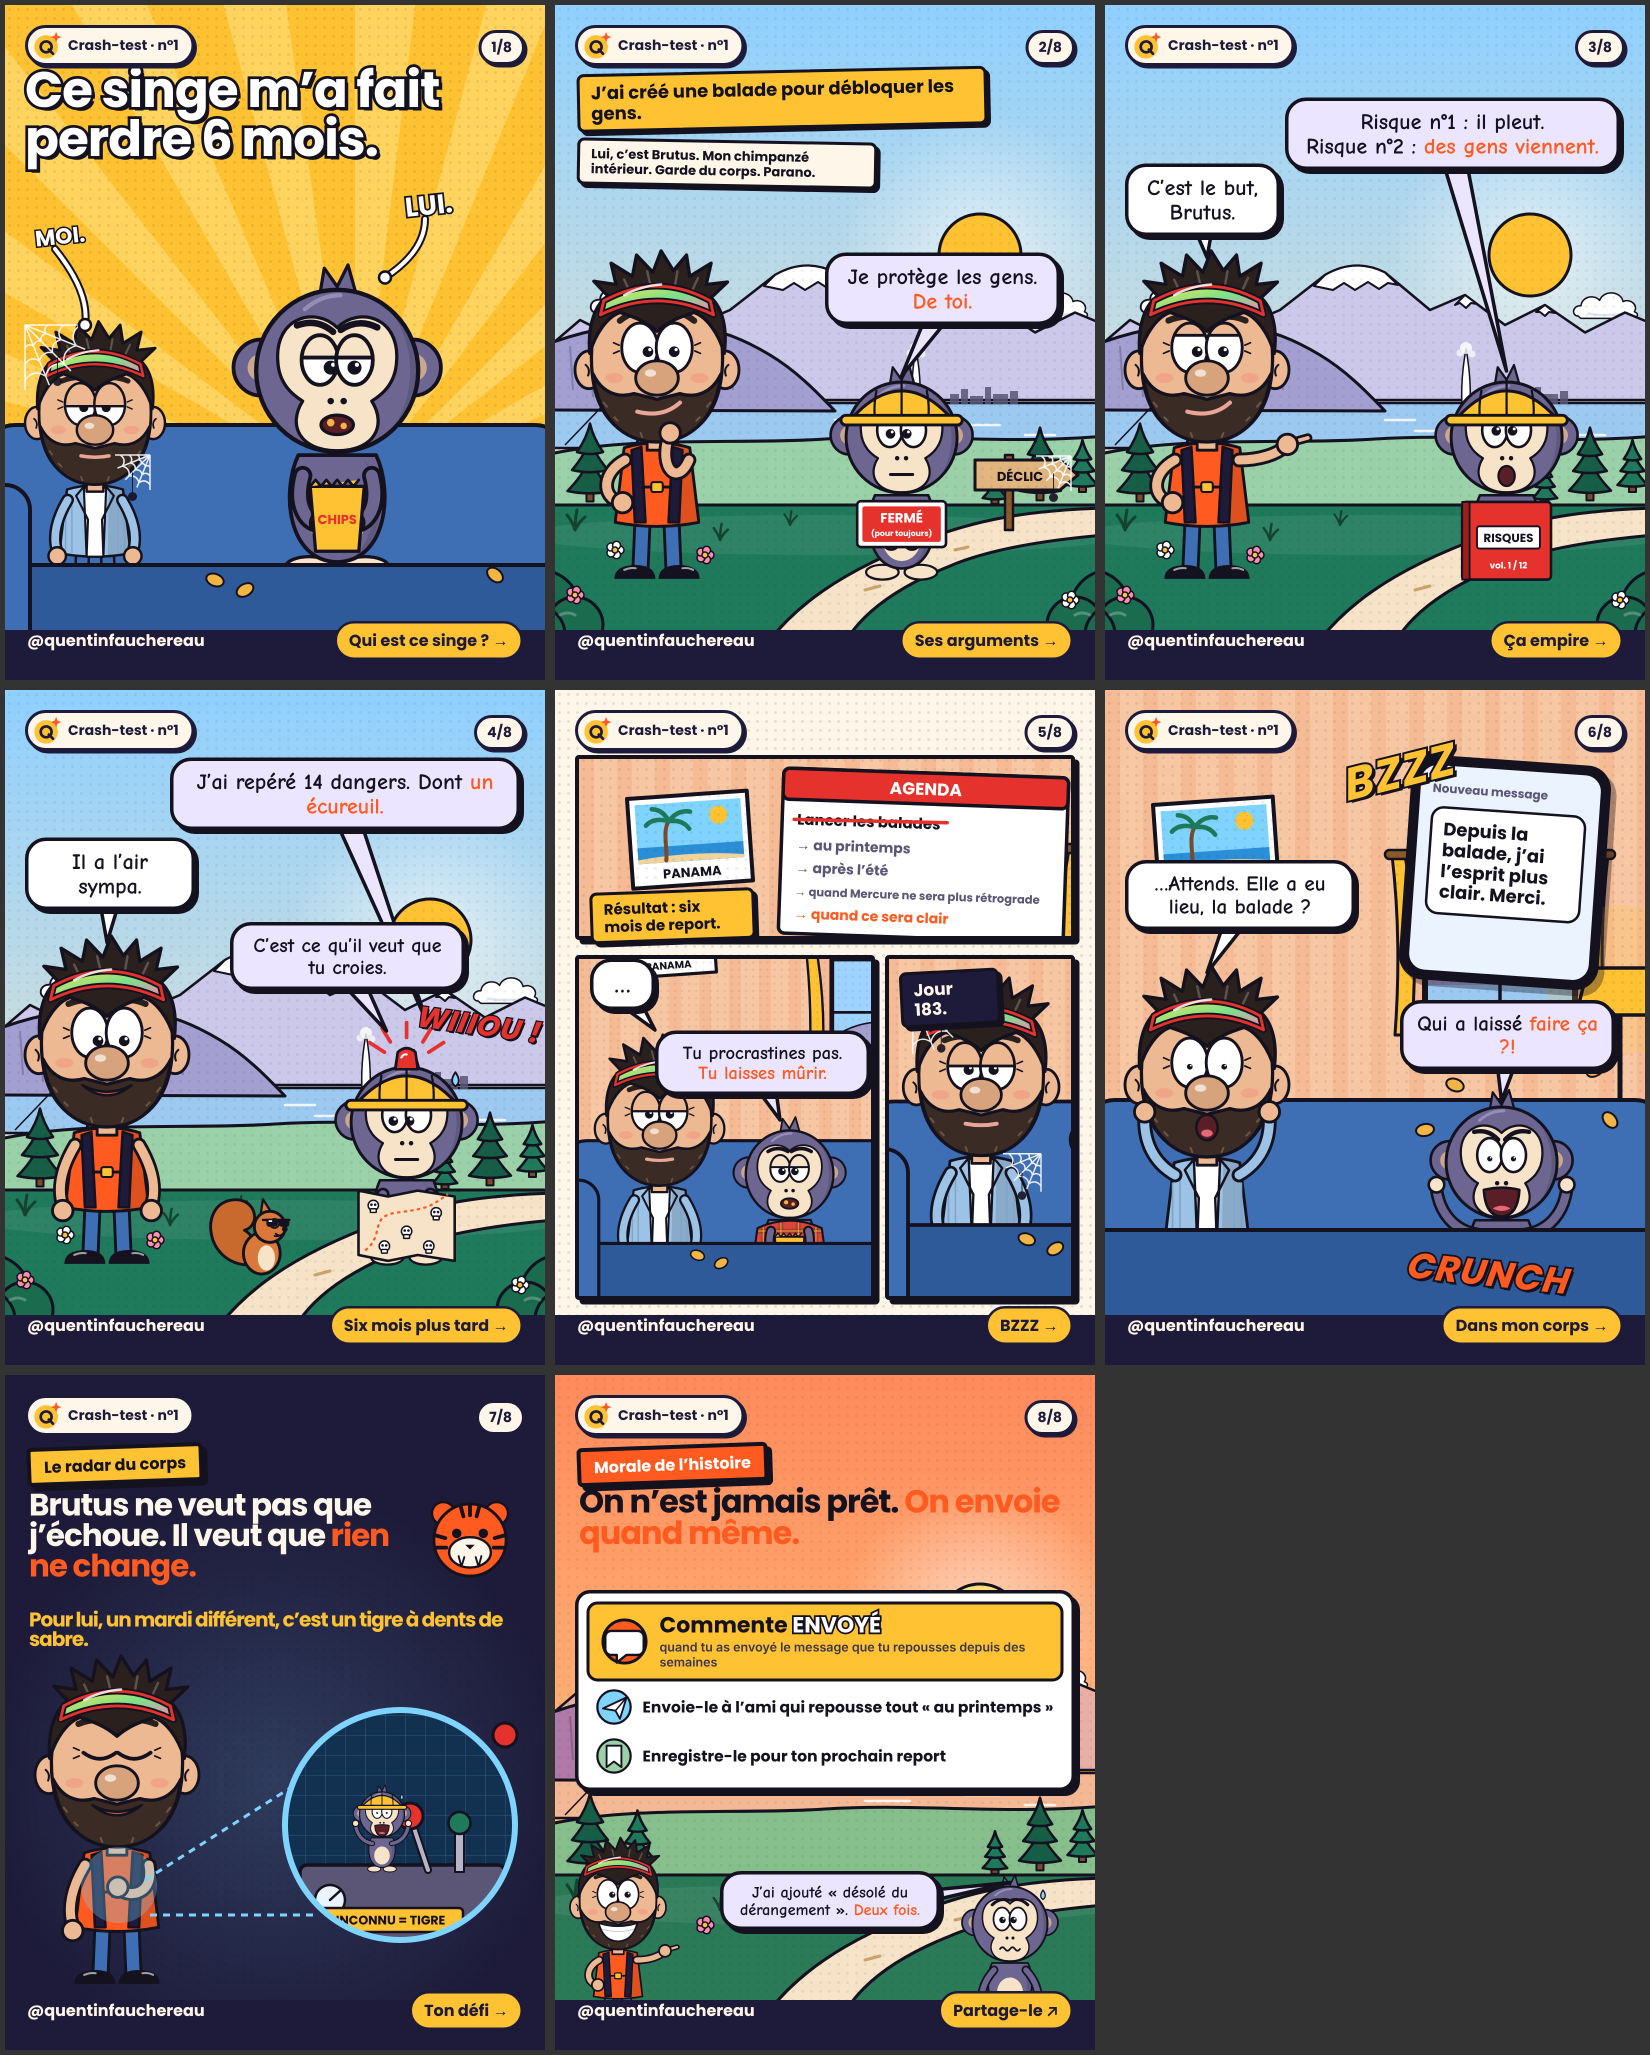 Crash-test · n°1
1/8
Ce singe m’a fait
perdre 6 mois.
MOI.
LUI.
CHIPS
@quentinfauchereau
Qui est ce singe ? →
Crash-test · n°1
2/8
J’ai créé une balade pour débloquer les
gens.
Lui, c’est Brutus. Mon chimpanzé
intérieur. Garde du corps. Parano.
Je protège les gens.
De toi.
DÉCLIC
FERMÉ
(pour toujours)
@quentinfauchereau
Ses arguments →
Crash-test · n°1
3/8
Risque n°1 : il pleut.
Risque n°2 : des gens viennent.
C’est le but,
Brutus.
RISQUES
vol. 1 / 12
@quentinfauchereau
Ça empire →
Crash-test · n°1
4/8
J’ai repéré 14 dangers. Dont un
écureuil.
Il a l’air
sympa.
C’est ce qu’il veut que
tu croies.
WIIIOU !
@quentinfauchereau
Six mois plus tard →
Crash-test · n°1
5/8
PANAMA
AGENDA
Lancer les balades
→ au printemps
→ après l’été
→ quand Mercure ne sera plus rétrograde
→ quand ce sera clair
Résultat : six
mois de report.
PANAMA
...
Tu procrastines pas.
Tu laisses mûrir.
Jour
183.
@quentinfauchereau
BZZZ →
Crash-test · n°1
6/8
BZZZ
Nouveau message
Depuis la
balade, j’ai
l’esprit plus
clair. Merci.
...Attends. Elle a eu
lieu, la balade ?
Qui a laissé faire ça
?!
CRUNCH
@quentinfauchereau
Dans mon corps →
Crash-test · n°1
7/8
Le radar du corps
Brutus ne veut pas que
j’échoue. Il veut que rien
ne change.
Pour lui, un mardi différent, c’est un tigre à dents de
sabre.
INCONNU = TIGRE
@quentinfauchereau
Ton défi →
Crash-test · n°1
8/8
Morale de l’histoire
On n’est jamais prêt. On envoie
quand même.
Commente ENVOYÉ
quand tu as envoyé le message que tu repousses depuis des
semaines
Envoie-le à l’ami qui repousse tout « au printemps »
Enregistre-le pour ton prochain report
J’ai ajouté « désolé du
dérangement ». Deux fois.
@quentinfauchereau
Partage-le ↗